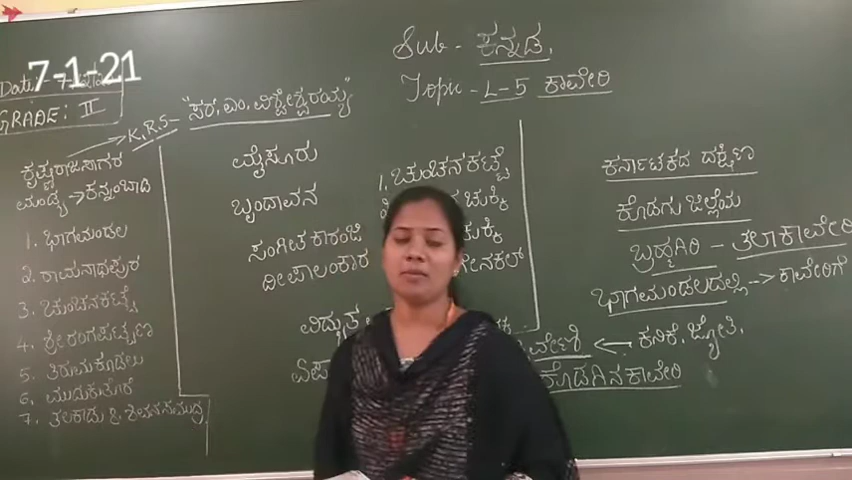 7-1-21
GRADE: II
Sub - ಕನ್ನಡ.
Topic - L-5 ಕಾವೇರಿ
K.R.S- "ಸರ್.ಎಂ.ವಿಶ್ವೇಶ್ವರಯ್ಯ"
ಕೃಷ್ಣರಾಜಸಾಗರ
ಮಂಡ್ಯ → ಕನ್ನಂಬಾಡಿ
1. ಭಾಗಮಂಡಲ
2. ರಾಮನಾಥಪುರ
3. ಚುಂಚನಕಟ್ಟೆ
4. ಶ್ರೀರಂಗಪಟ್ಟಣ
5. ತಿರುಮಕೂಡಲು
6. ಮುಡುಕುತೊರೆ
7. ತಲಕಾಡು & ಶಿವನಸಮುದ್ರ
ಮೈಸೂರು
ಬೃಂದಾವನ
ಸಂಗೀತ ಕಾರಂಜಿ
ದೀಪಾಲಂಕಾರ
ವಿದ್ಯುತ್
1. ಚುಂಚನಕಟ್ಟೆ
ಚುಕ್ಕಿ
ಚುಕ್ಕಿ
ಗೇನಕಲ್
ಕರ್ನಾಟಕದ ದಕ್ಷಿಣ
ಕೊಡಗು ಜಿಲ್ಲೆಯ
ಬ್ರಹ್ಮಗಿರಿ - ತಲಾಕಾವೇರಿ
ಭಾಗಮಂಡಲದಲ್ಲಿ --> ಕಾವೇರಿಗೆ
ವೇಣಿ ← ಕನಿಕೆ, ಜ್ಯೋತಿ,
ಕೊಡಗಿನ ಕಾವೇರಿ